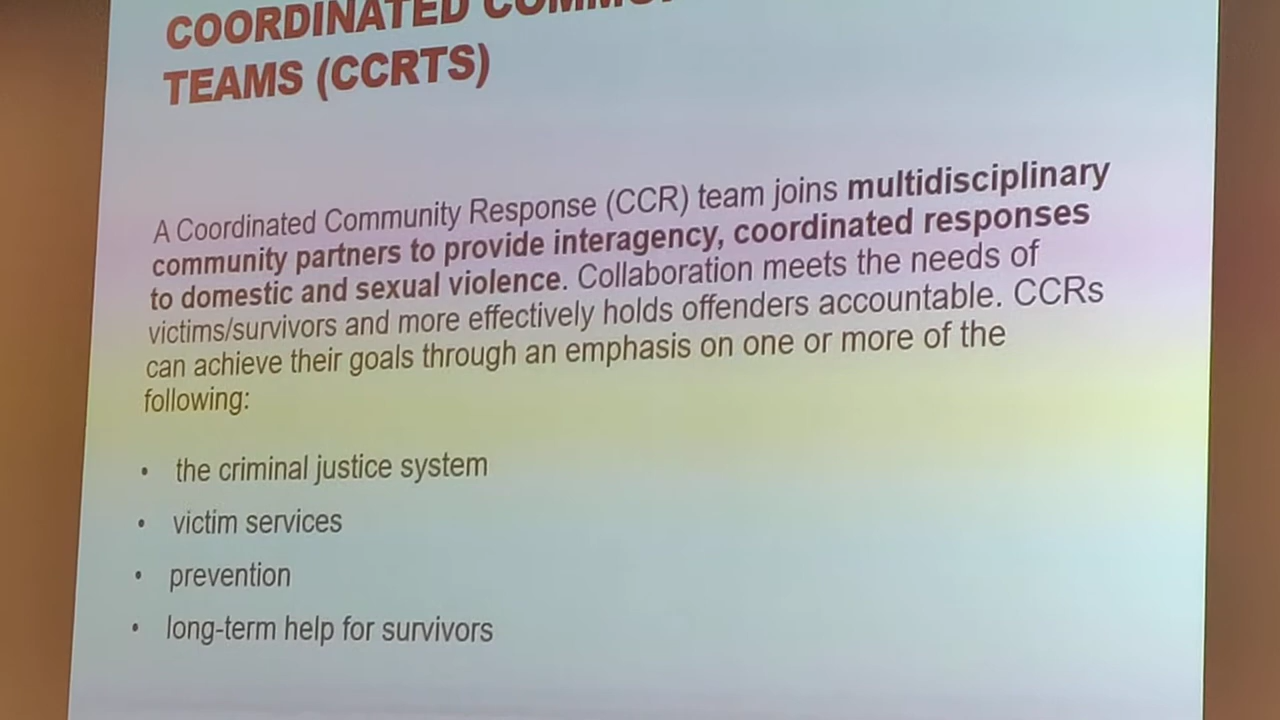 COORDINATED
TEAMS (CCRTS)
A Coordinated Community Response (CCR) team joins multidisciplinary
community partners to provide interagency, coordinated responses
to domestic and sexual violence. Collaboration meets the needs of
victims/survivors and more effectively holds offenders accountable. CCRs
can achieve their goals through an emphasis on one or more of the
following:
• the criminal justice system
• victim services
• prevention
• long-term help for survivors